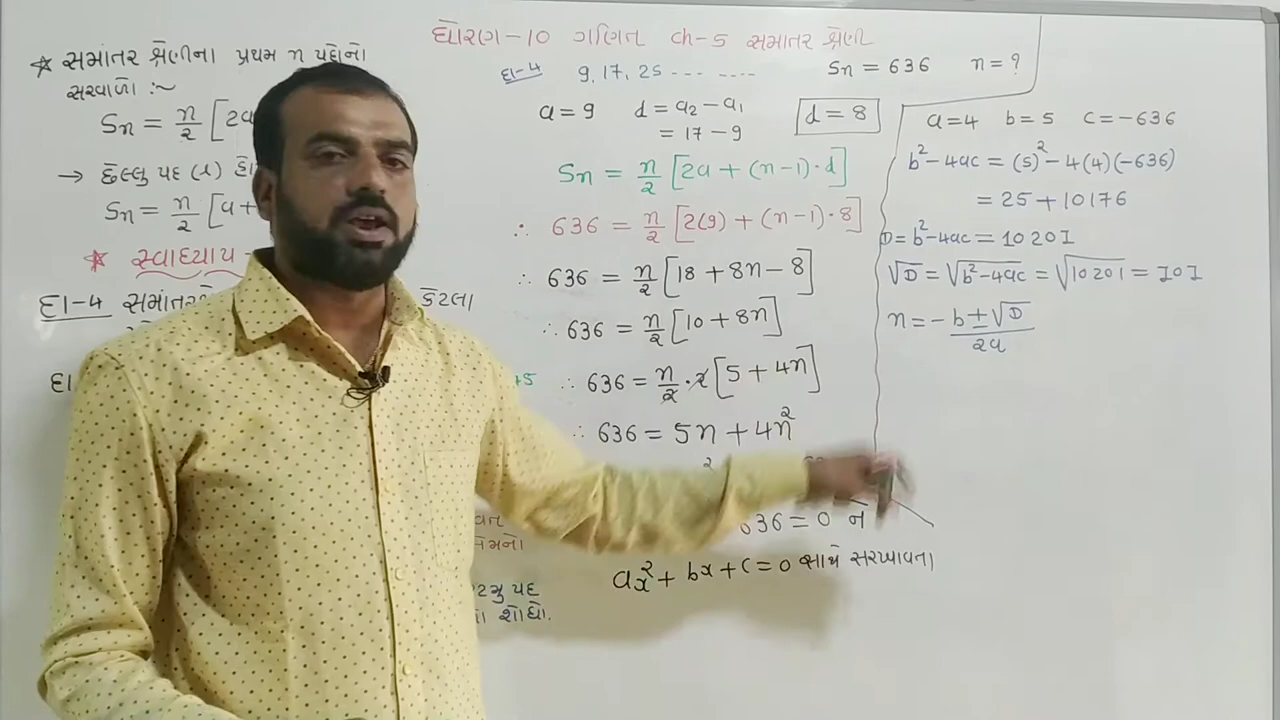 ધોરણ-10 ગણિત ch-5 સમાંતર શ્રેણી
★ સમાંતર શ્રેણીના પ્રથમ n પદોનો
સરવાળો :~
Sn = n/2 [2a
→ છેલ્લુ પદ (l) હો
Sn = n/2 [a+
★ સ્વાધ્યાય -
દા-4 સમાંતર
કેટલા
દા
+5
મનો
પદ
શોધો.
દા-4 9, 17, 25 ---- ---- Sn = 636 n = ?
a = 9 d = a₂ - a₁ d = 8
= 17 - 9
Sn = n/2 [2a + (n-1)·d]
∴ 636 = n/2 [2(9) + (n-1)·8]
∴ 636 = n/2 [18 + 8n - 8]
∴ 636 = n/2 [10 + 8n]
∴ 636 = n/2 · 2 [5 + 4n]
∴ 636 = 5n + 4n²
636 = 0 ને
ax² + bx + c = 0 સાથે સરખાવતા
a = 4 b = 5 c = -636
b² - 4ac = (5)² - 4(4)(-636)
= 25 + 10176
D = b² - 4ac = 10201
√D = √b²-4ac = √10201 = 101
n = -b ± √D / 2a